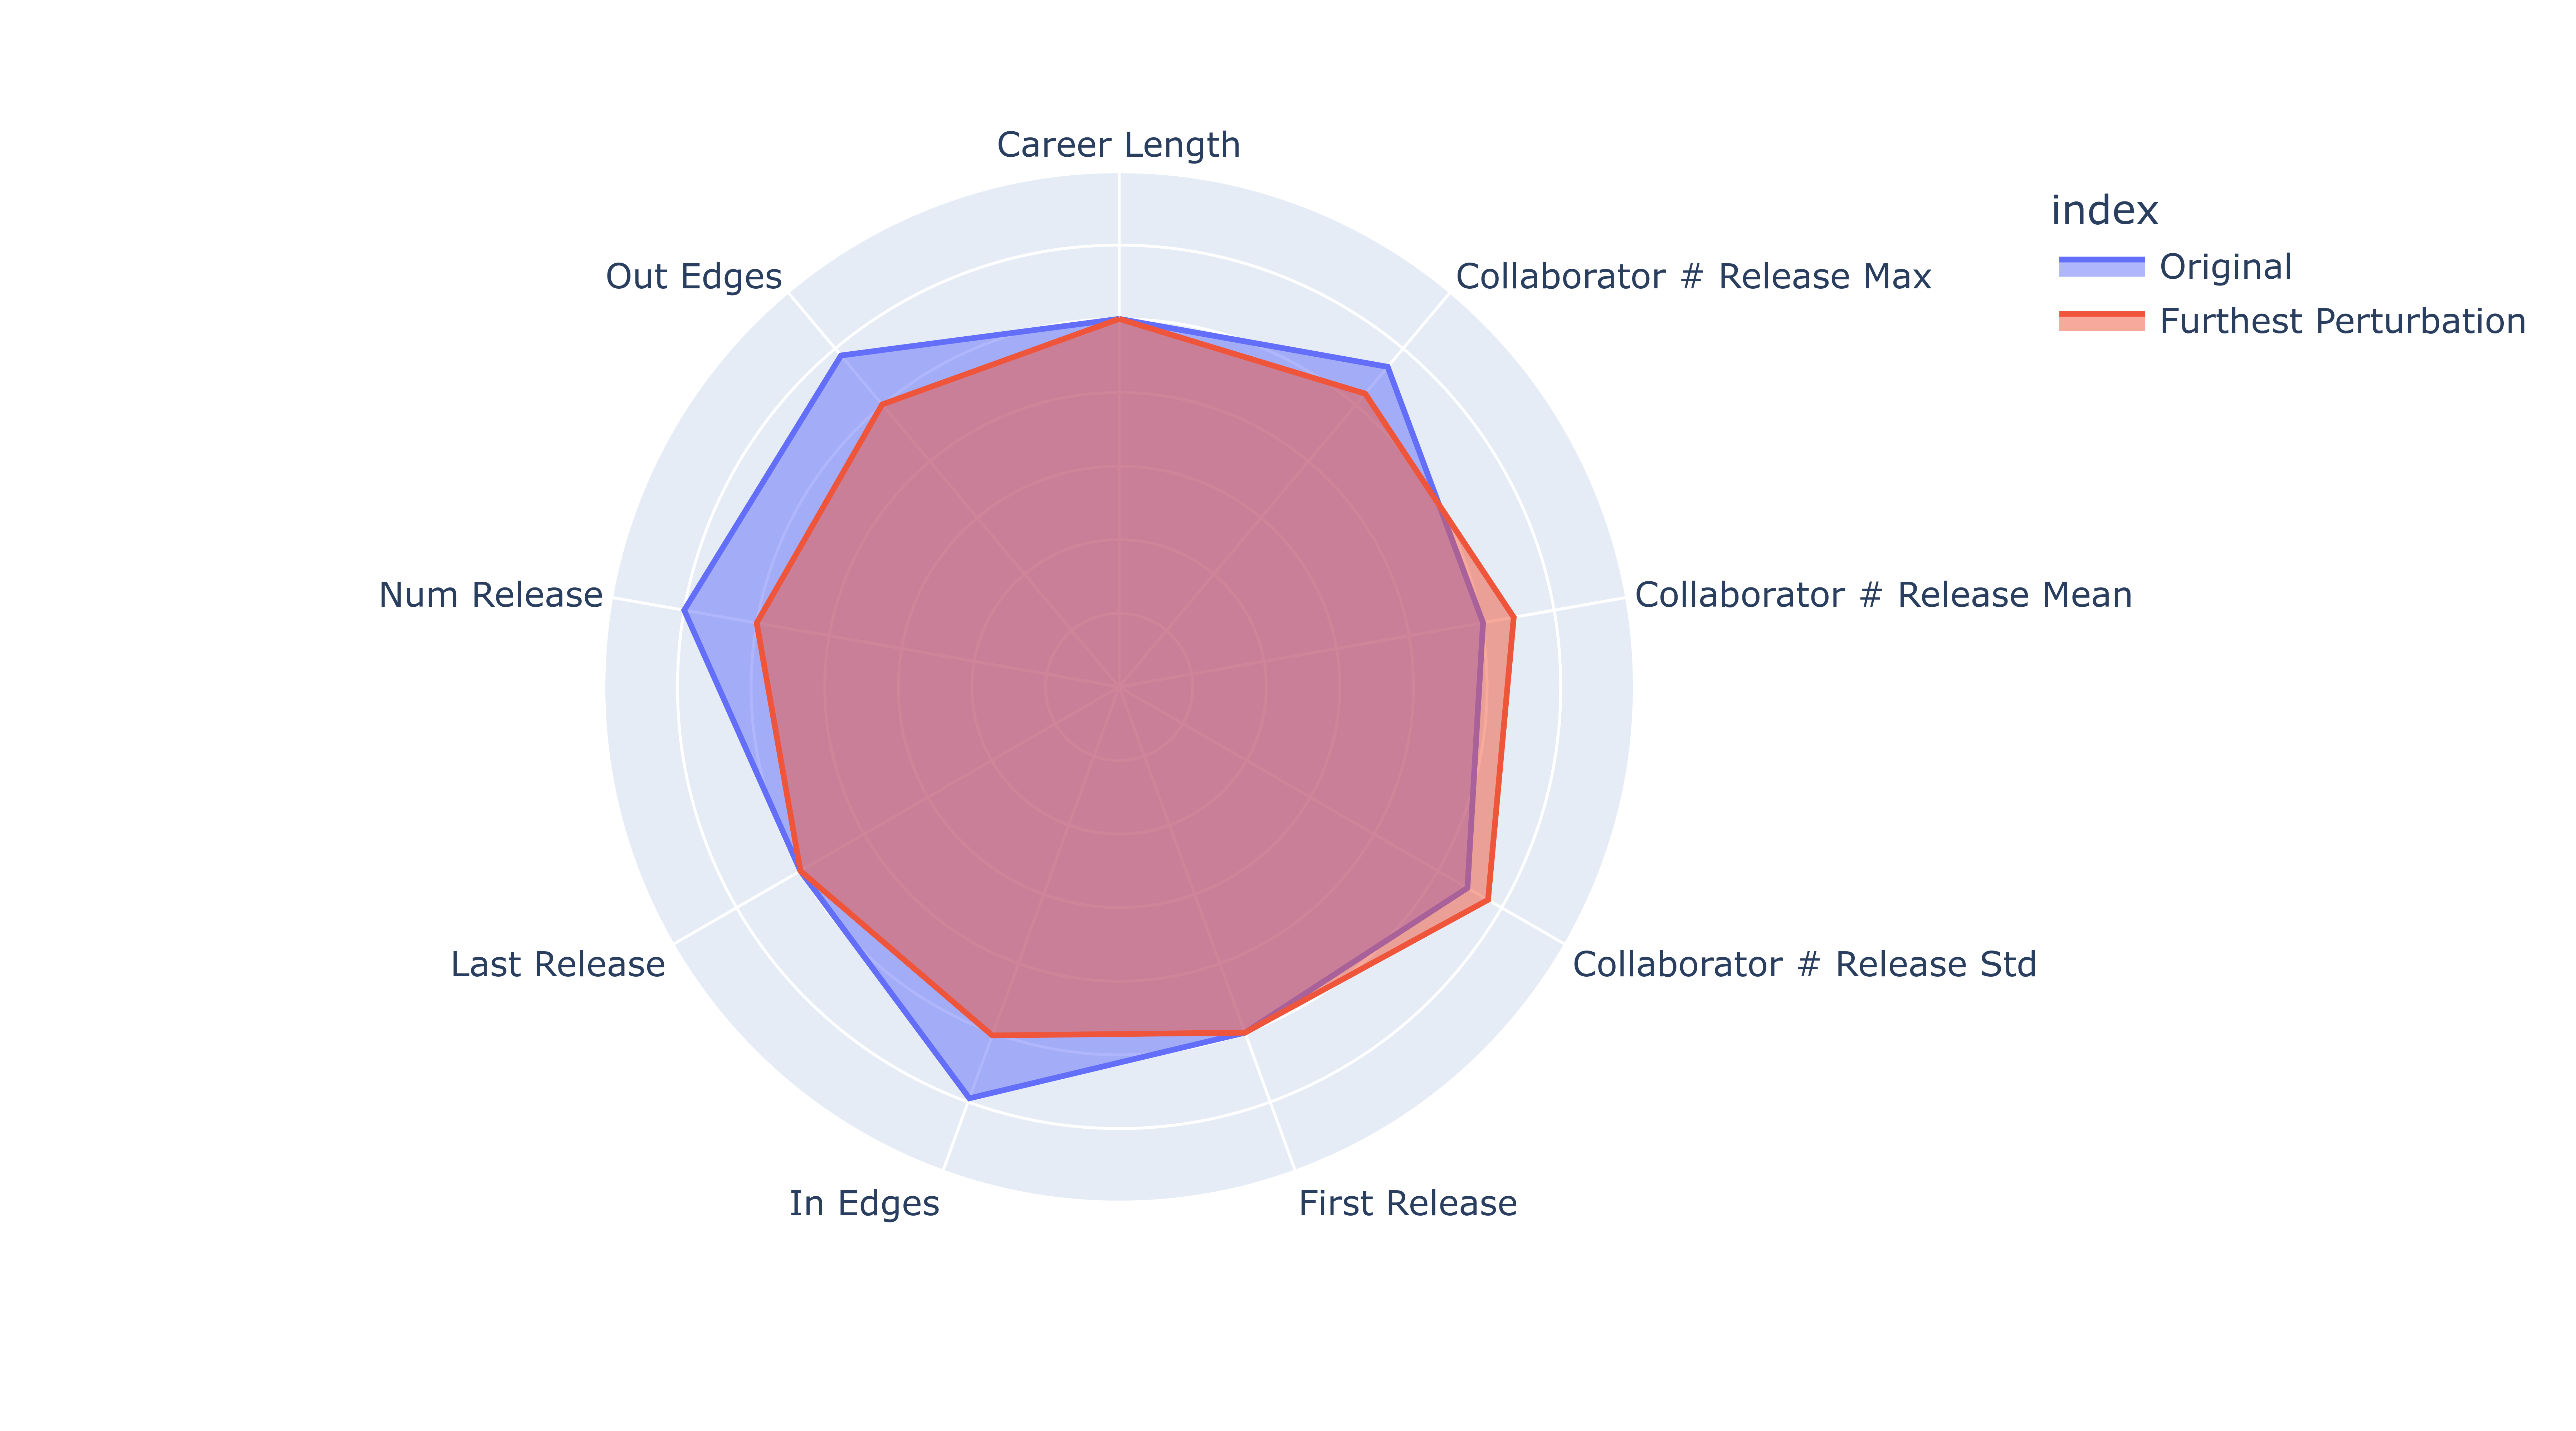 Career Length
Collaborator # Release Max
Collaborator # Release Mean
Collaborator # Release Std
First Release
In Edges
Last Release
Num Release
Out Edges
index
Original
Furthest Perturbation